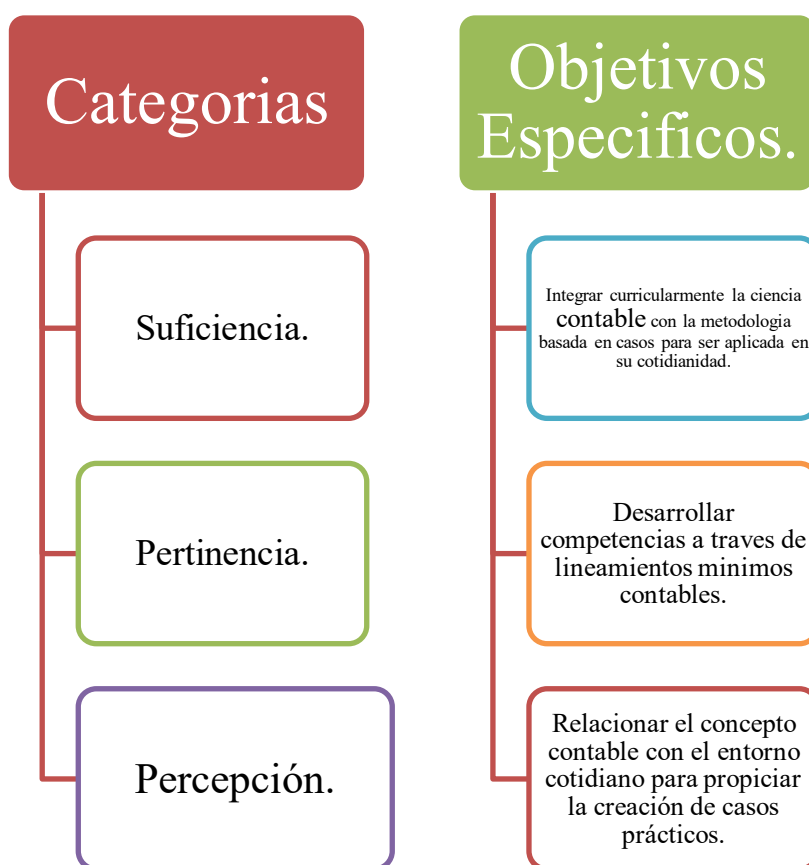 Categorias
Suficiencia.
Pertinencia.
Percepción.
Objetivos
Especificos.
Integrar curricularmente la ciencia
contable con la metodologia
basada en casos para ser aplicada en
su cotidianidad.
Desarrollar
competencias a traves de
lineamientos minimos
contables.
Relacionar el concepto
contable con el entorno
cotidiano para propiciar
la creación de casos
prácticos.